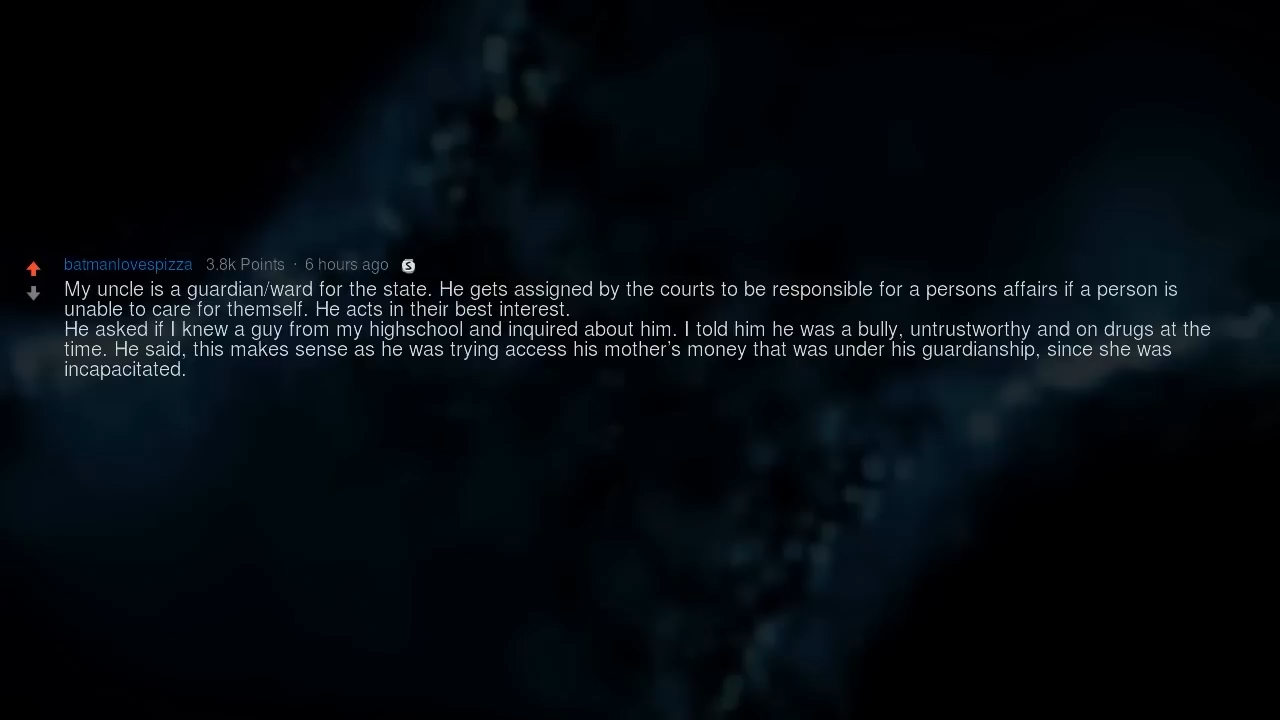 batmanlovespizza 3.8k Points · 6 hours ago
My uncle is a guardian/ward for the state. He gets assigned by the courts to be responsible for a persons affairs if a person is
unable to care for themself. He acts in their best interest.
He asked if I knew a guy from my highschool and inquired about him. I told him he was a bully, untrustworthy and on drugs at the
time. He said, this makes sense as he was trying access his mother's money that was under his guardianship, since she was
incapacitated.